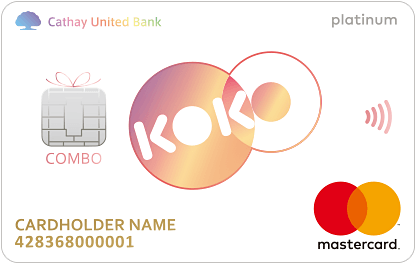 Cathay United Bank
platinum
KOKO
COMBO
CARDHOLDER NAME
428368000001
mastercard.